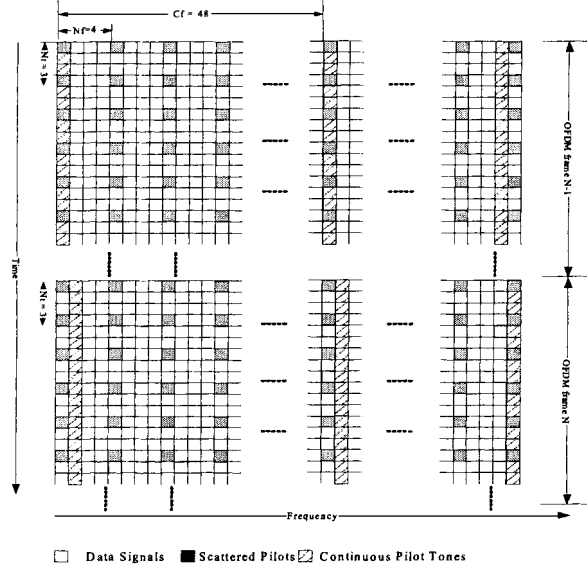 Cf = 48
Nf=4
Nt = 3
OFDM frame N-1
Time
Nt = 3
OFDM frame N
Frequency
Data Signals Scattered Pilots Continuous Pilot Tones